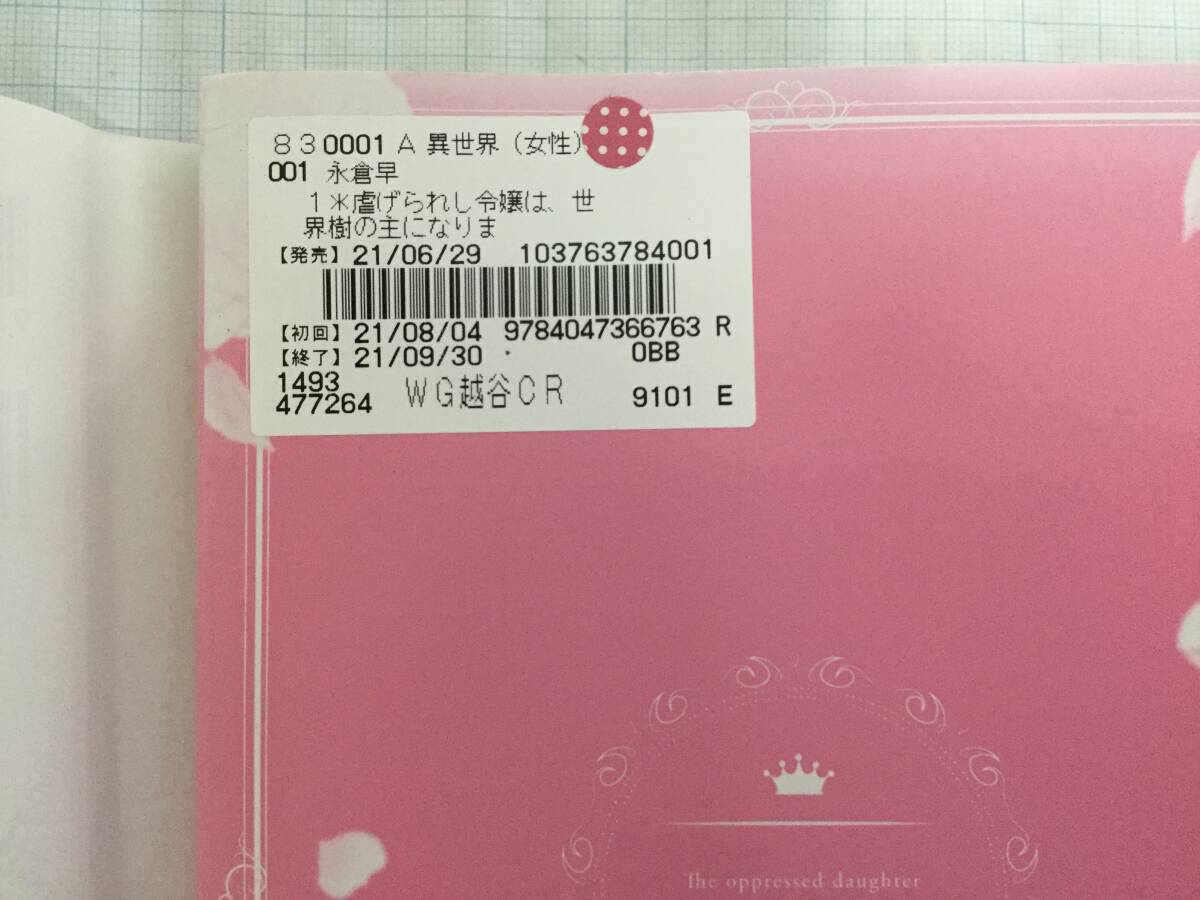 ８３0001 A 異世界（女性）
001 永倉早
１＊虐げられし令嬢は、世
界樹の主になりま
【発売】21/06/29 103763784001
【初回】21/08/04 9784047366763 R
【終了】21/09/30 0BB
1493
477264 ＷＧ越谷ＣＲ 9101 E
The oppressed daughter